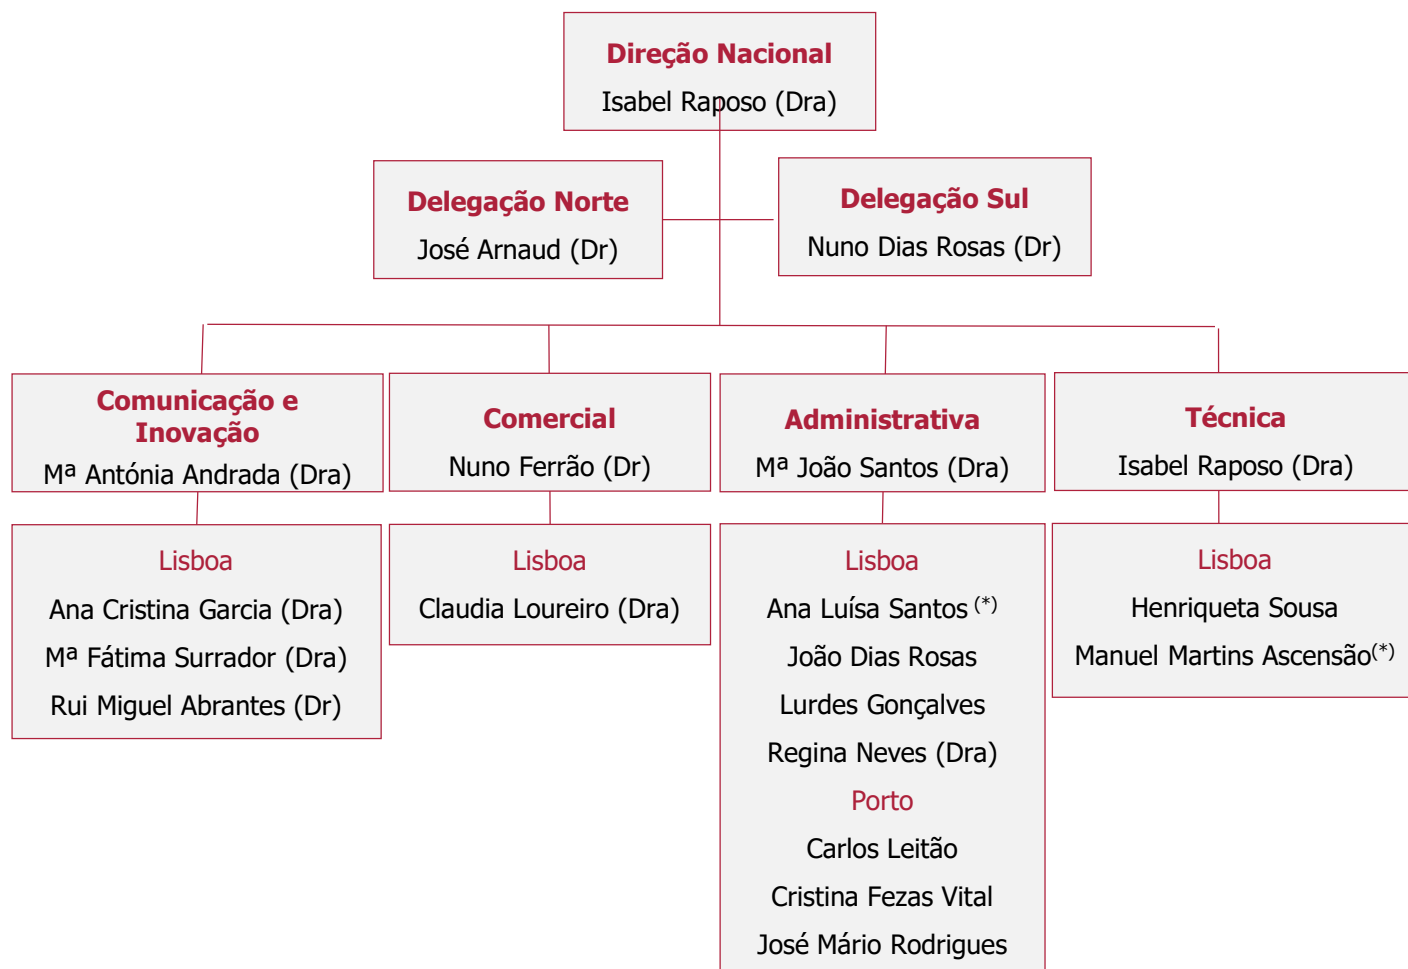 Direção Nacional
Isabel Raposo (Dra)
Delegação Norte
José Arnaud (Dr)
Delegação Sul
Nuno Dias Rosas (Dr)
Comunicação e
Inovação
Mª Antónia Andrada (Dra)
Comercial
Nuno Ferrão (Dr)
Administrativa
Mª João Santos (Dra)
Técnica
Isabel Raposo (Dra)
Lisboa
Ana Cristina Garcia (Dra)
Mª Fátima Surrador (Dra)
Rui Miguel Abrantes (Dr)
Lisboa
Claudia Loureiro (Dra)
Lisboa
Ana Luísa Santos (*)
João Dias Rosas
Lurdes Gonçalves
Regina Neves (Dra)
Porto
Carlos Leitão
Cristina Fezas Vital
José Mário Rodrigues
Lisboa
Henriqueta Sousa
Manuel Martins Ascensão(*)